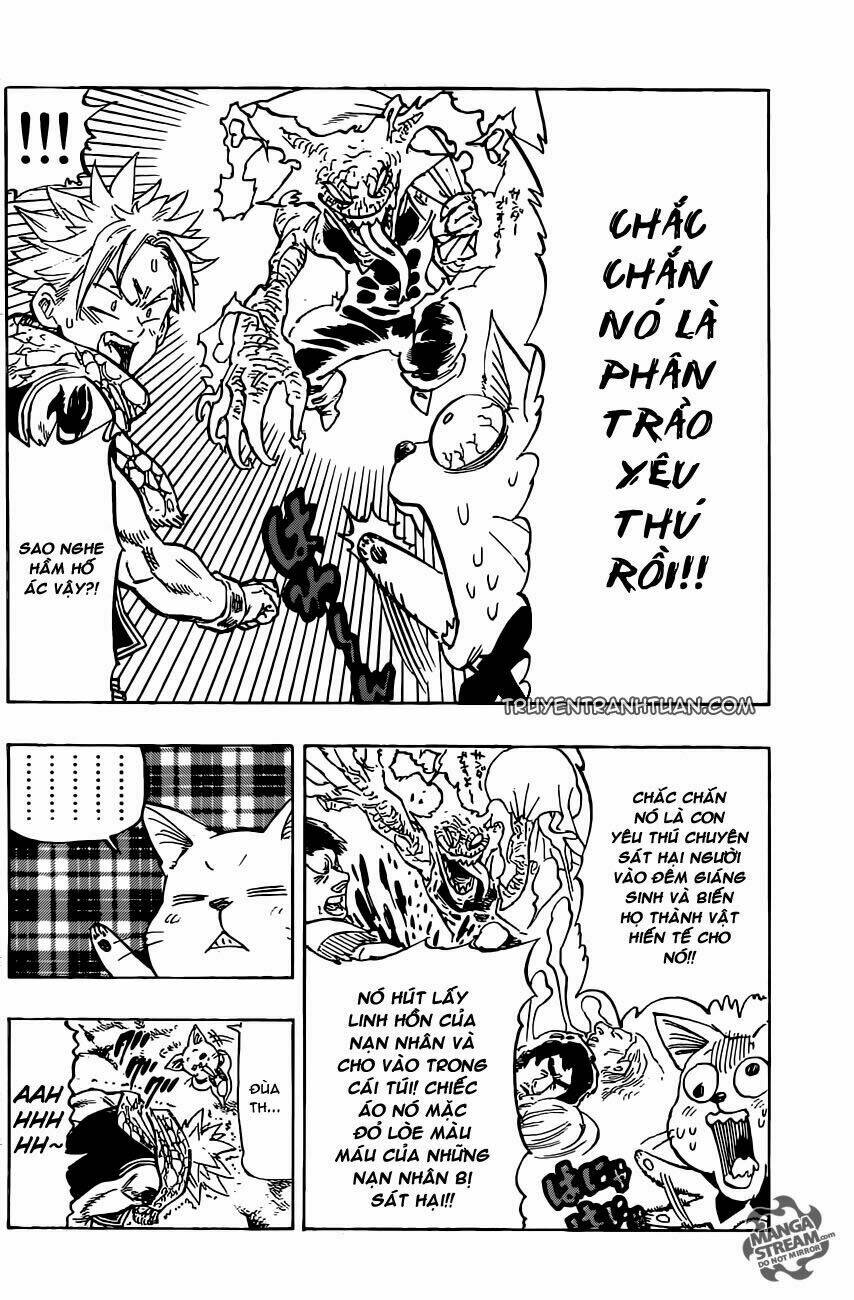 CHẮC
CHẮN
NÓ LÀ
PHÂN
TRÀO
YÊU
THÚ
RỒI!!
!!!
SAO NGHE
HẦM HỐ
ÁC VẬY?!
TRUYENTRANHTUAN.COM
CHẮC CHẮN
NÓ LÀ CON
YÊU THÚ CHUYÊN
SÁT HẠI NGƯỜI
VÀO ĐÊM GIÁNG
SINH VÀ BIẾN
HỌ THÀNH VẬT
HIẾN TẾ CHO
NÓ!!
NÓ HÚT LẤY
LINH HỒN CỦA
NẠN NHÂN VÀ
CHO VÀO TRONG
CÁI TÚI! CHIẾC
ÁO NÓ MẶC
ĐỎ LÒE MÀU
MÁU CỦA NHỮNG
NẠN NHÂN BỊ
SÁT HẠI!!
ĐÙA
TH...
AAH
HHH
HH~
MANGA
STREAM.com
DO NOT MIRROR!